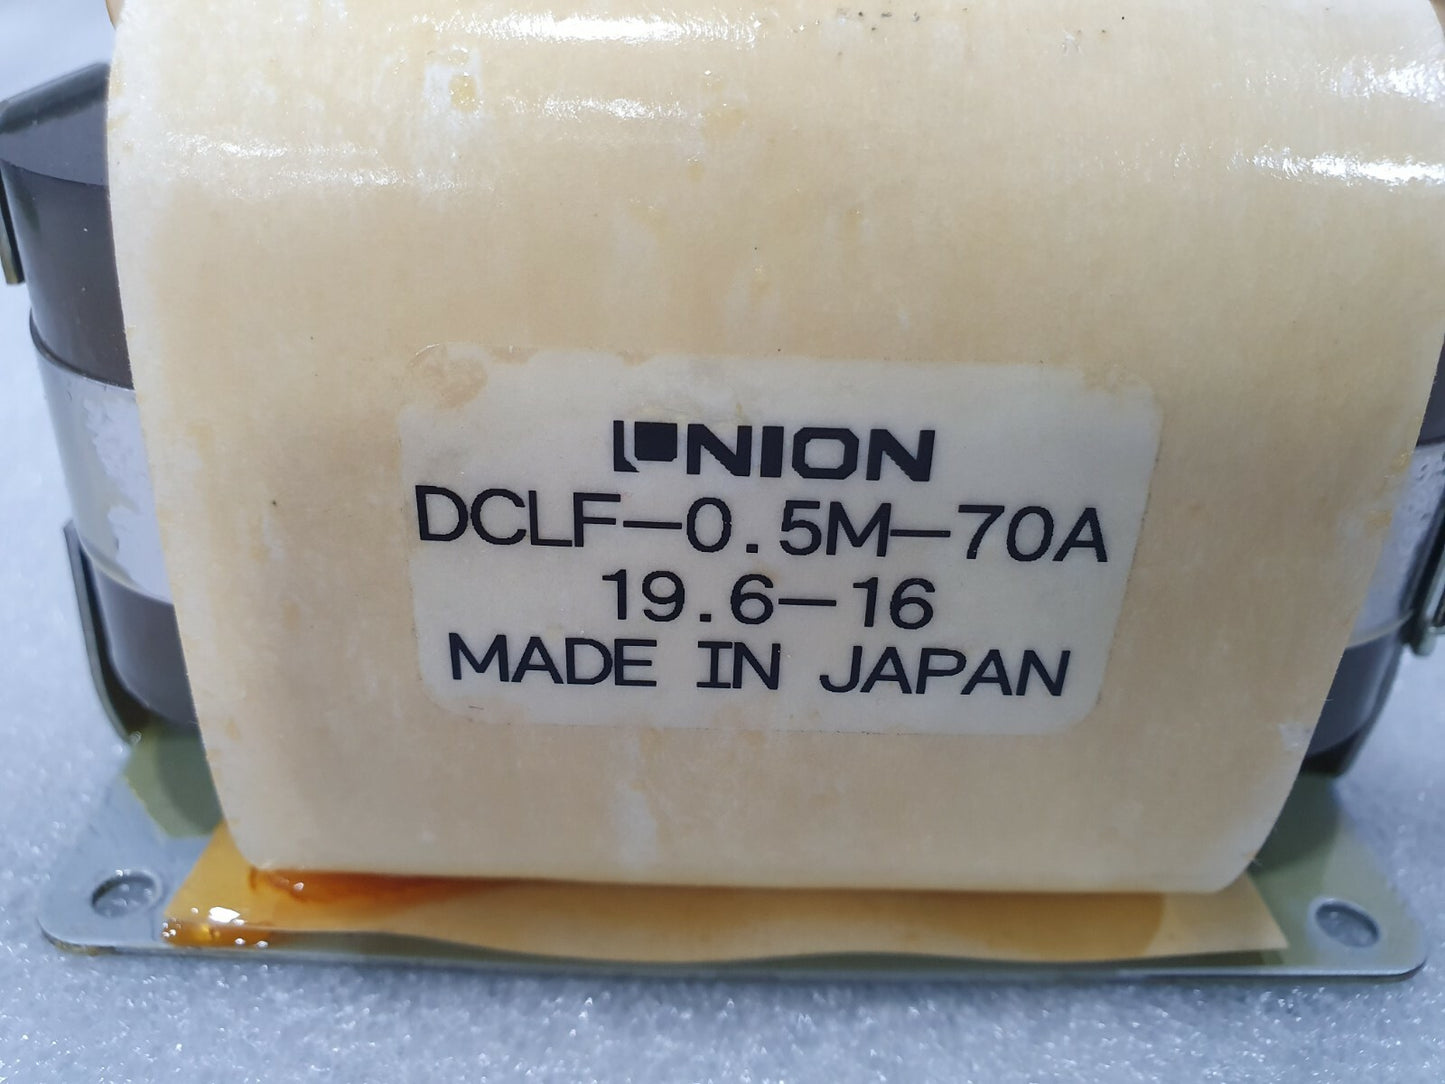 UNION
DCLF-0.5M-70A
19.6-16
MADE IN JAPAN